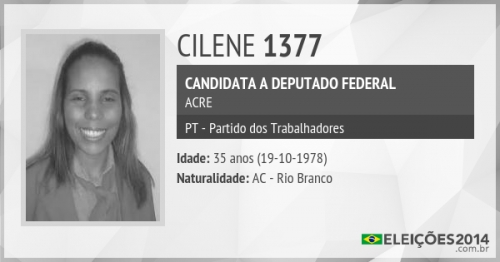 CILENE 1377
CANDIDATA A DEPUTADO FEDERAL
ACRE
PT - Partido dos Trabalhadores
Idade: 35 anos (19-10-1978)
Naturalidade: AC - Rio Branco
ELEIÇÕES2014
.com.br